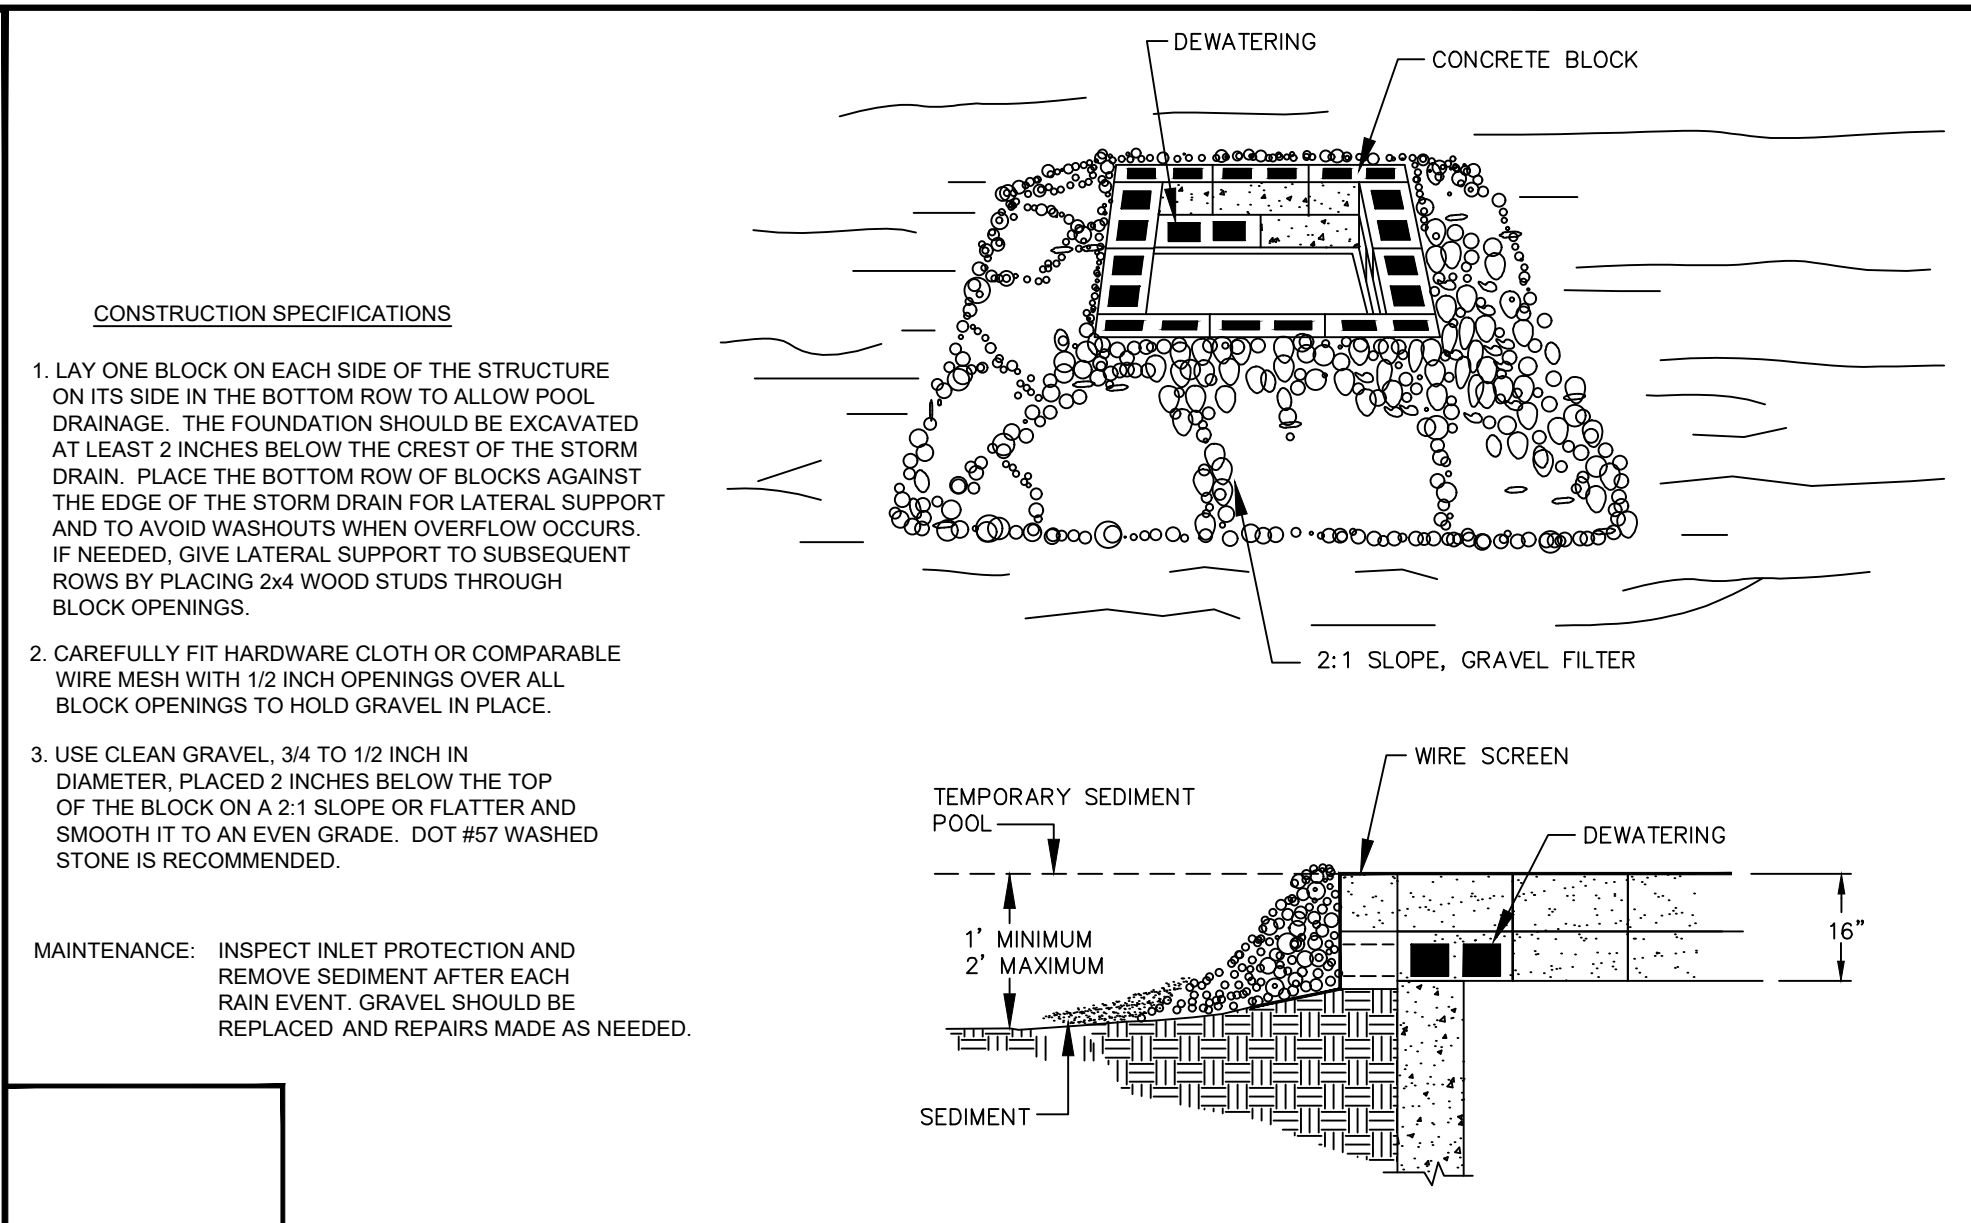 CONSTRUCTION SPECIFICATIONS
1. LAY ONE BLOCK ON EACH SIDE OF THE STRUCTURE
ON ITS SIDE IN THE BOTTOM ROW TO ALLOW POOL
DRAINAGE. THE FOUNDATION SHOULD BE EXCAVATED
AT LEAST 2 INCHES BELOW THE CREST OF THE STORM
DRAIN. PLACE THE BOTTOM ROW OF BLOCKS AGAINST
THE EDGE OF THE STORM DRAIN FOR LATERAL SUPPORT
AND TO AVOID WASHOUTS WHEN OVERFLOW OCCURS.
IF NEEDED, GIVE LATERAL SUPPORT TO SUBSEQUENT
ROWS BY PLACING 2x4 WOOD STUDS THROUGH
BLOCK OPENINGS.
2. CAREFULLY FIT HARDWARE CLOTH OR COMPARABLE
WIRE MESH WITH 1/2 INCH OPENINGS OVER ALL
BLOCK OPENINGS TO HOLD GRAVEL IN PLACE.
3. USE CLEAN GRAVEL, 3/4 TO 1/2 INCH IN
DIAMETER, PLACED 2 INCHES BELOW THE TOP
OF THE BLOCK ON A 2:1 SLOPE OR FLATTER AND
SMOOTH IT TO AN EVEN GRADE. DOT #57 WASHED
STONE IS RECOMMENDED.
MAINTENANCE: INSPECT INLET PROTECTION AND
REMOVE SEDIMENT AFTER EACH
RAIN EVENT. GRAVEL SHOULD BE
REPLACED AND REPAIRS MADE AS NEEDED.
DEWATERING
CONCRETE BLOCK
2:1 SLOPE, GRAVEL FILTER
WIRE SCREEN
TEMPORARY SEDIMENT
POOL
DEWATERING
1' MINIMUM
2' MAXIMUM
16"
SEDIMENT